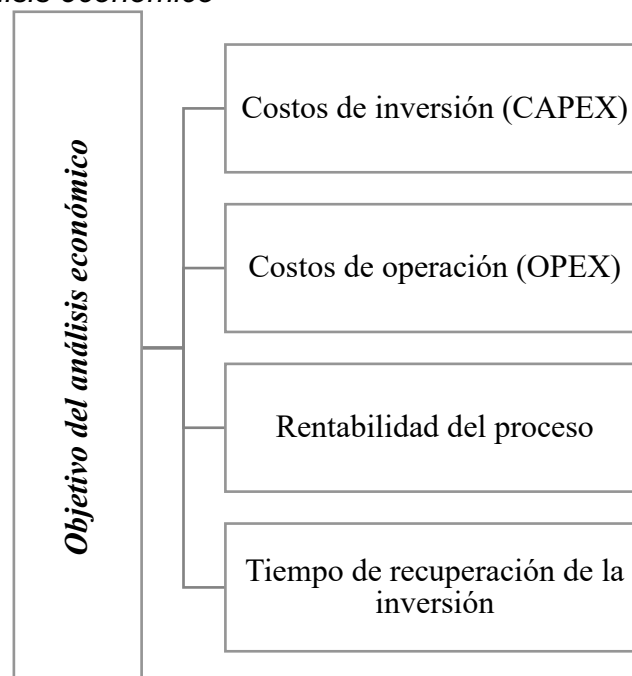 económico
Objetivo del análisis económico
Costos de inversión (CAPEX)
Costos de operación (OPEX)
Rentabilidad del proceso
Tiempo de recuperación de la
inversión